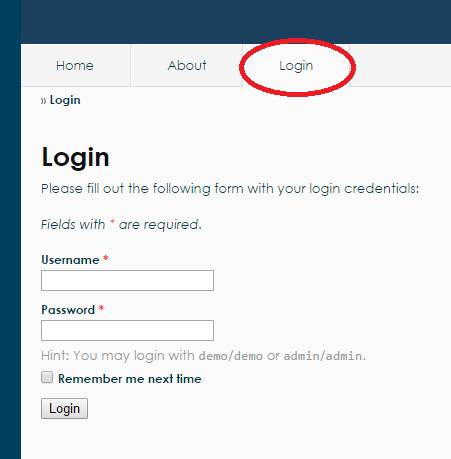 Home About Login
» Login
Login
Please fill out the following form with your login credentials:
Fields with * are required.
Username *
Password *
Hint: You may login with demo/demo or admin/admin.
Remember me next time
Login